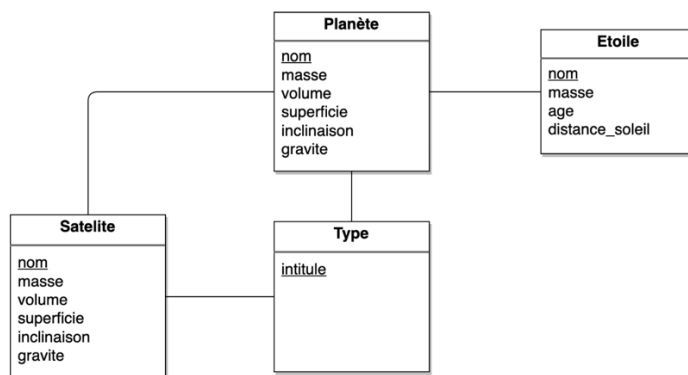 Planète
nom
masse
volume
superficie
inclinaison
gravite
Etoile
nom
masse
age
distance_soleil
Satelite
nom
masse
volume
superficie
inclinaison
gravite
Type
intitule